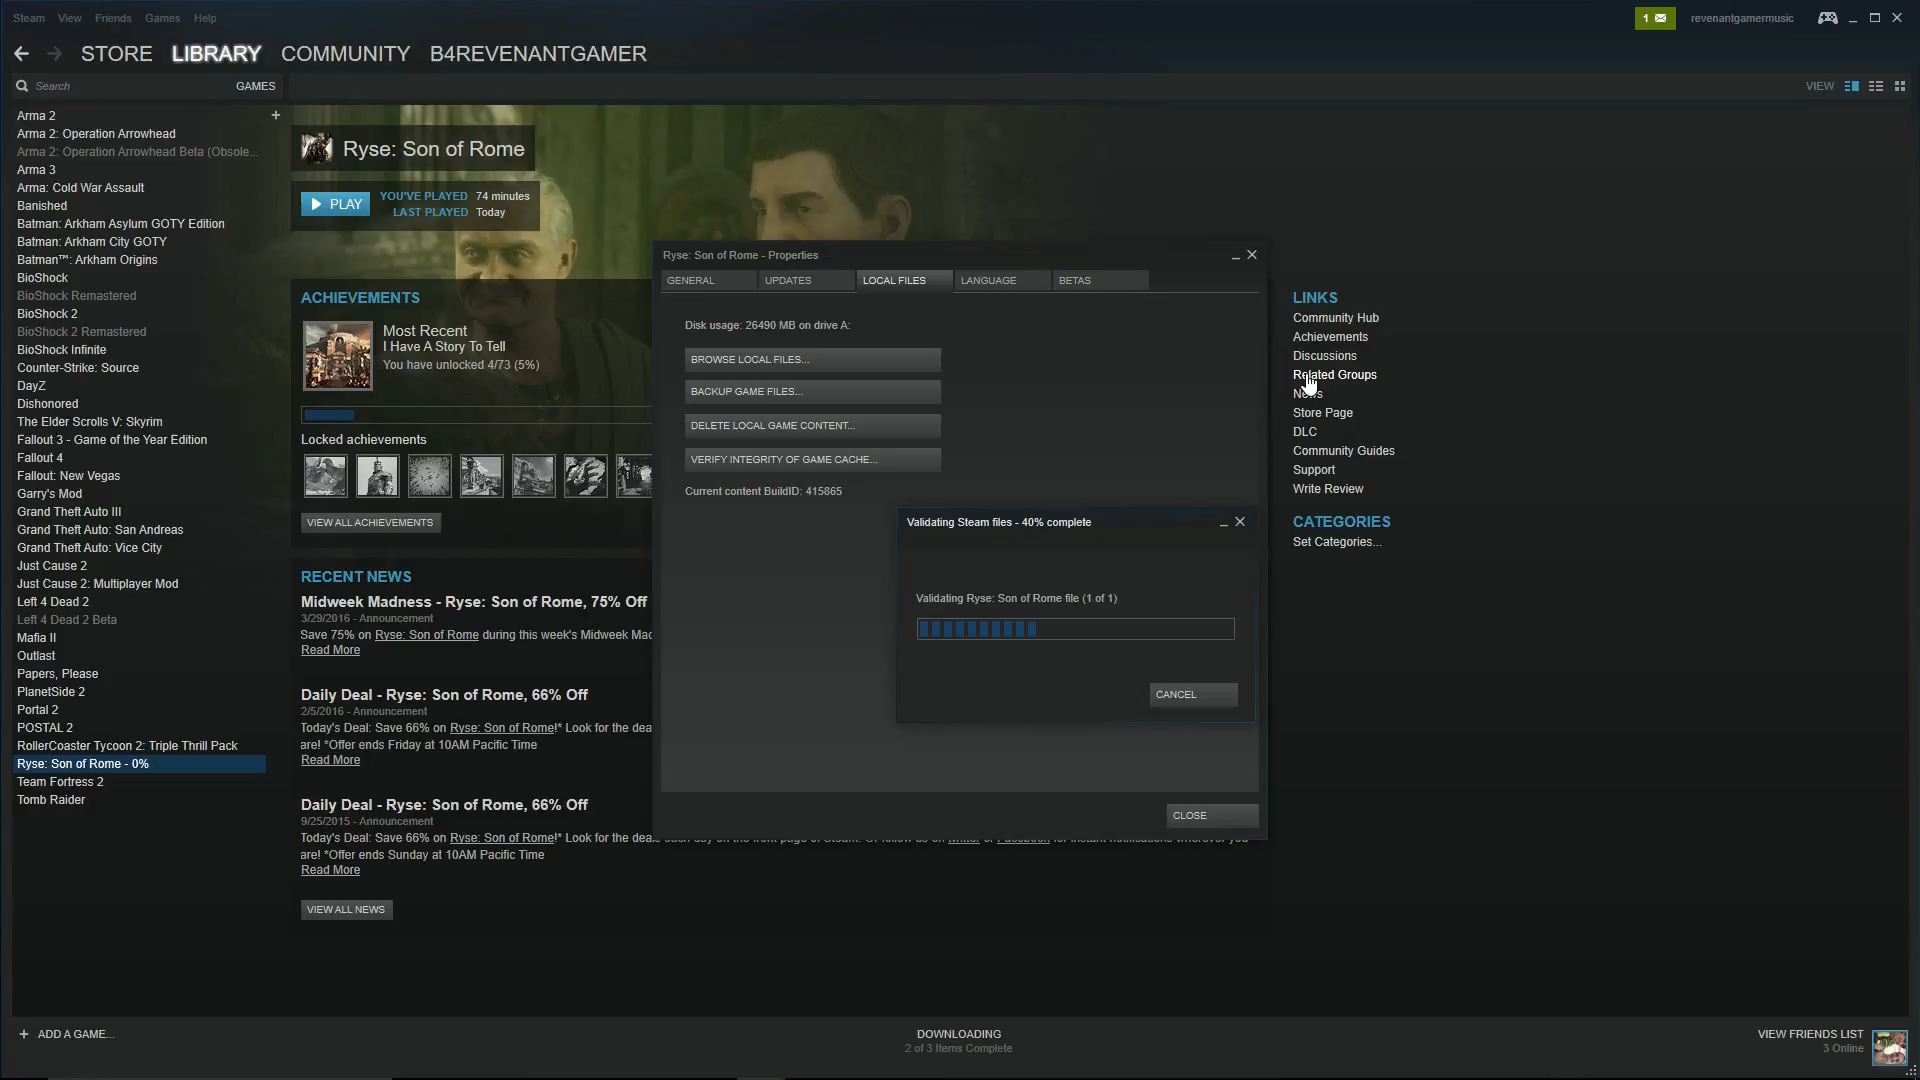 Steam View Friends Games Help
1 revenantgamermusic
STORE LIBRARY COMMUNITY B4REVENANTGAMER
Search GAMES
VIEW
Arma 2 +
Arma 2: Operation Arrowhead
Arma 2: Operation Arrowhead Beta (Obsole...
Arma 3
Arma: Cold War Assault
Banished
Batman: Arkham Asylum GOTY Edition
Batman: Arkham City GOTY
Batman™: Arkham Origins
BioShock
BioShock Remastered
BioShock 2
BioShock 2 Remastered
BioShock Infinite
Counter-Strike: Source
DayZ
Dishonored
The Elder Scrolls V: Skyrim
Fallout 3 - Game of the Year Edition
Fallout 4
Fallout: New Vegas
Garry's Mod
Grand Theft Auto III
Grand Theft Auto: San Andreas
Grand Theft Auto: Vice City
Just Cause 2
Just Cause 2: Multiplayer Mod
Left 4 Dead 2
Left 4 Dead 2 Beta
Mafia II
Outlast
Papers, Please
PlanetSide 2
Portal 2
POSTAL 2
RollerCoaster Tycoon 2: Triple Thrill Pack
Ryse: Son of Rome - 0%
Team Fortress 2
Tomb Raider
Ryse: Son of Rome
PLAY
YOU'VE PLAYED 74 minutes
LAST PLAYED Today
ACHIEVEMENTS
Most Recent
I Have A Story To Tell
You have unlocked 4/73 (5%)
Locked achievements
VIEW ALL ACHIEVEMENTS
RECENT NEWS
Midweek Madness - Ryse: Son of Rome, 75% Off
3/29/2016 - Announcement
Save 75% on Ryse: Son of Rome during this week's Midweek Mad
Read More
Daily Deal - Ryse: Son of Rome, 66% Off
2/5/2016 - Announcement
Today's Deal: Save 66% on Ryse: Son of Rome!* Look for the dea
are! *Offer ends Friday at 10AM Pacific Time
Read More
Daily Deal - Ryse: Son of Rome, 66% Off
9/25/2015 - Announcement
Today's Deal: Save 66% on Ryse: Son of Rome!* Look for the dea
are! *Offer ends Sunday at 10AM Pacific Time
Read More
VIEW ALL NEWS
Ryse: Son of Rome - Properties
GENERAL UPDATES LOCAL FILES LANGUAGE BETAS
Disk usage: 26490 MB on drive A:
BROWSE LOCAL FILES...
BACKUP GAME FILES...
DELETE LOCAL GAME CONTENT...
VERIFY INTEGRITY OF GAME CACHE...
Current content BuildID: 415865
Validating Steam files - 40% complete
Validating Ryse: Son of Rome file (1 of 1)
CANCEL
CLOSE
LINKS
Community Hub
Achievements
Discussions
Related Groups
News
Store Page
DLC
Community Guides
Support
Write Review
CATEGORIES
Set Categories...
+ ADD A GAME...
DOWNLOADING
2 of 3 Items Complete
VIEW FRIENDS LIST
3 Online